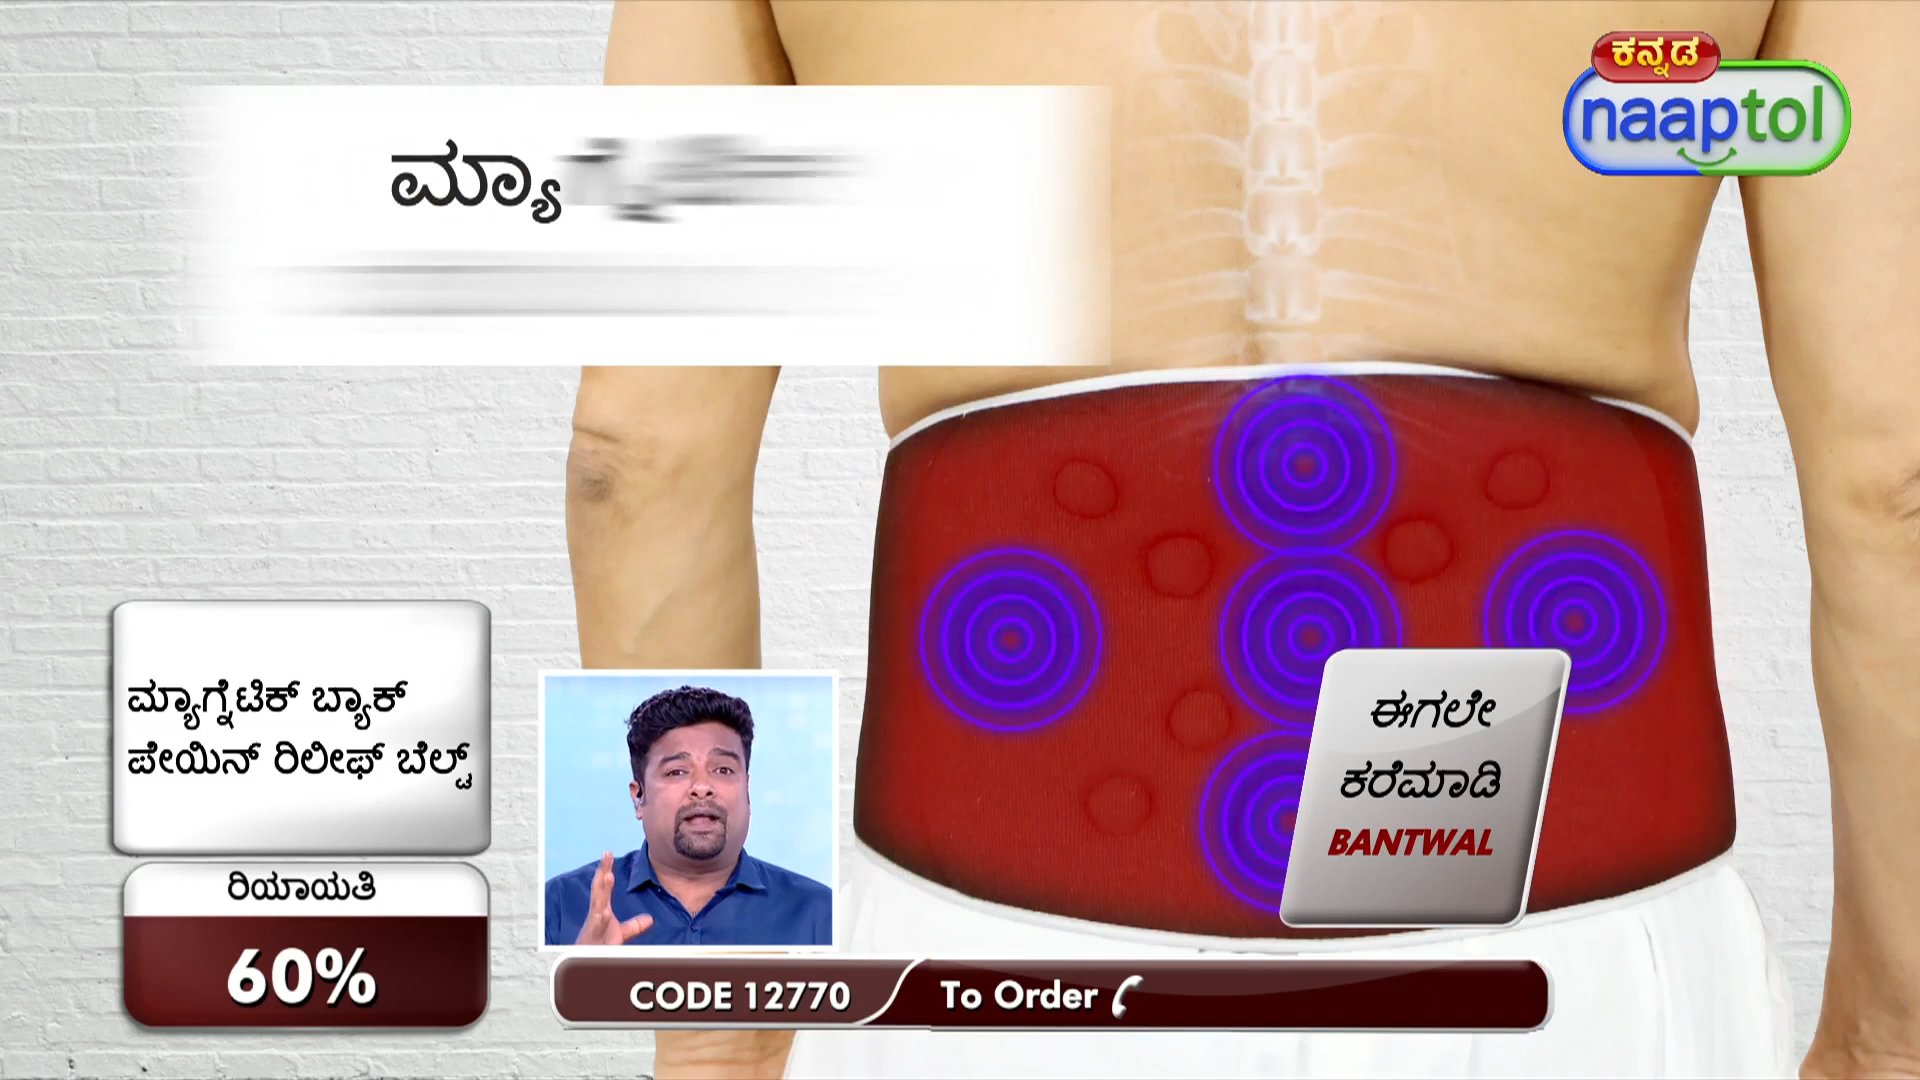 ಕನ್ನಡ
naaptol
ಮ್ಯಾ
ಮ್ಯಾಗ್ನೆಟಿಕ್ ಬ್ಯಾಕ್
ಪೇಯಿನ್ ರಿಲೀಫ್ ಬೆಲ್ಟ್
ರಿಯಾಯತಿ
60%
ಈಗಲೇ
ಕರೆಮಾಡಿ
BANTWAL
CODE 12770
To Order